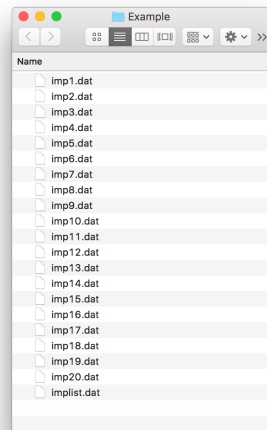 Example
Name
imp1.dat
imp2.dat
imp3.dat
imp4.dat
imp5.dat
imp6.dat
imp7.dat
imp8.dat
imp9.dat
imp10.dat
imp11.dat
imp12.dat
imp13.dat
imp14.dat
imp15.dat
imp16.dat
imp17.dat
imp18.dat
imp19.dat
imp20.dat
implist.dat